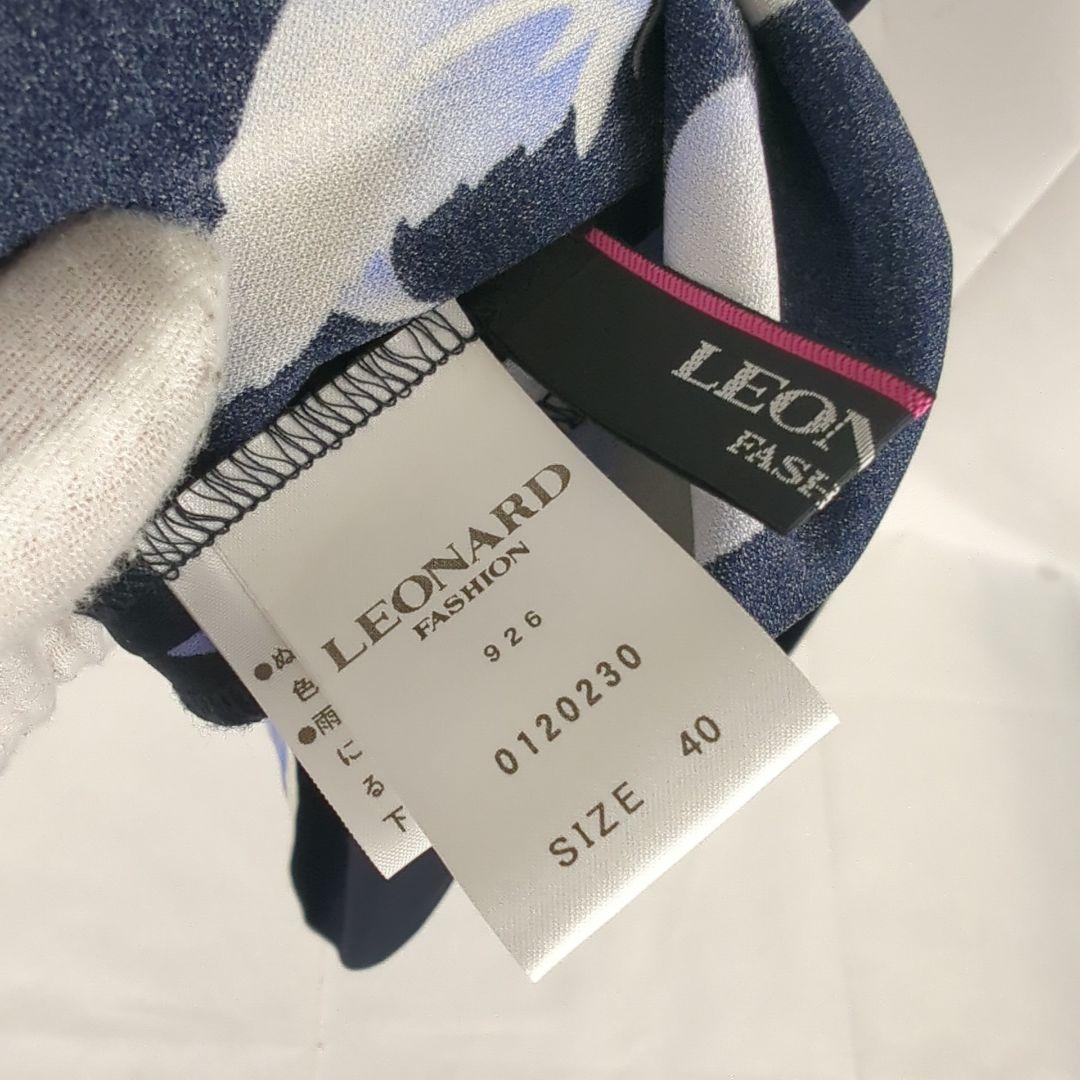 LEON
FASH
LEONARD
FASHION
926
0120230
SIZE 40
●ぬ
色
●雨
に
る
下